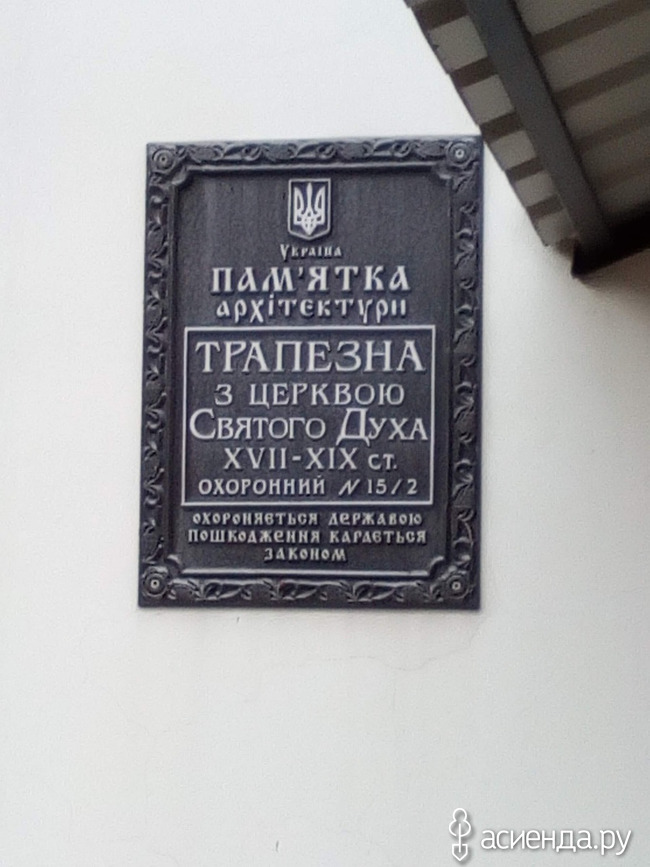 Україна
ПАМ'ЯТКА
архітектури
ТРАПЕЗНА
З ЦЕРКВОЮ
СВЯТОГО ДУХА
XVII-XIX СТ.
ОХОРОННИЙ N 15/2
охороняється державою
пошкодження карається
законом
асиенда.ру